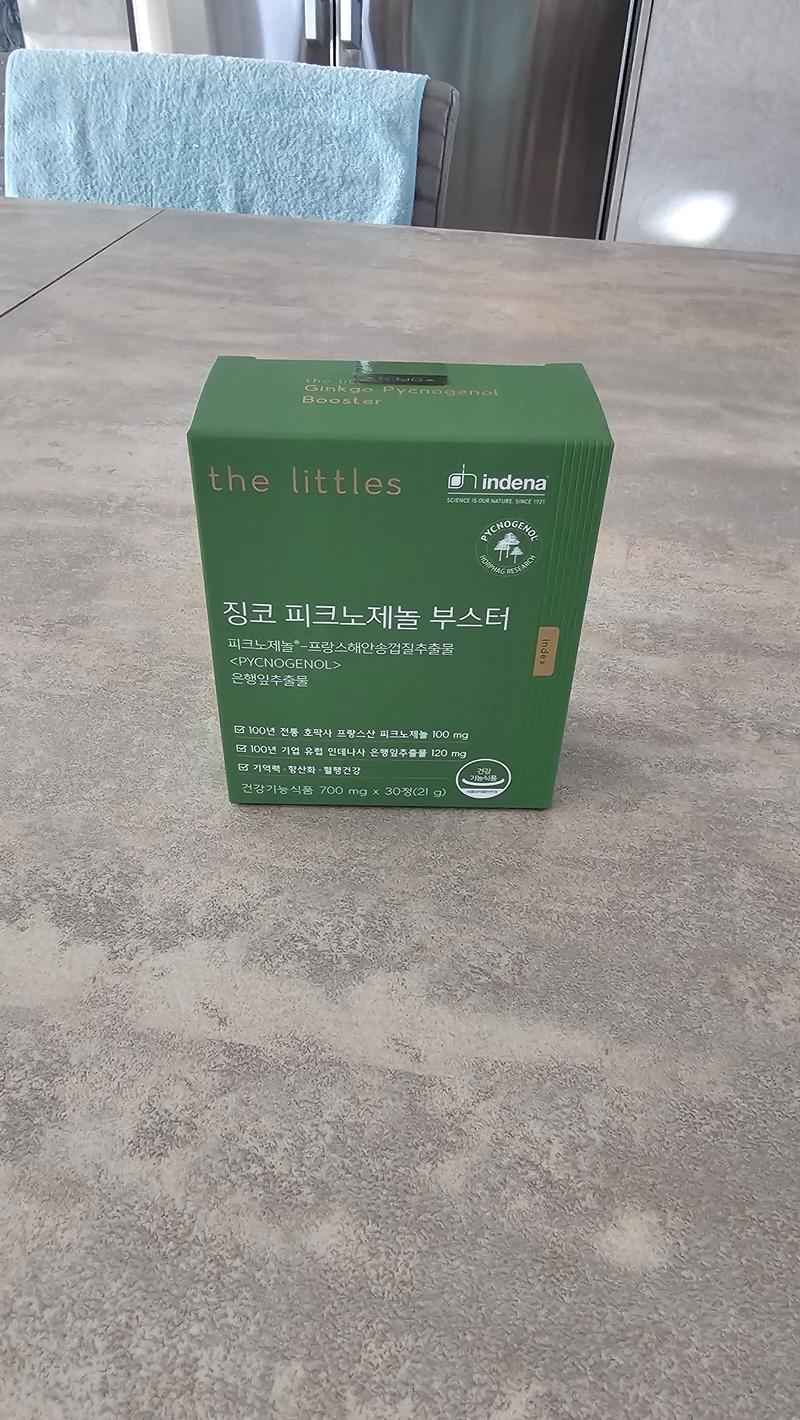 Ginkgo Pycnogenol
Booster
the littles
indena
SCIENCE IS OUR NATURE. SINCE 1921
PYCNOGENOL
HORPHAG RESEARCH
징코 피크노제놀 부스터
피크노제놀®-프랑스해안송껍질추출물
<PYCNOGENOL>
은행잎추출물
index
100년 전통 호팍사 프랑스산 피크노제놀 100 mg
100년 기업 유럽 인데나사 은행잎추출물 120 mg
기억력·항산화·혈행건강
건강
기능식품
건강기능식품 700 mg x 30정(21 g)